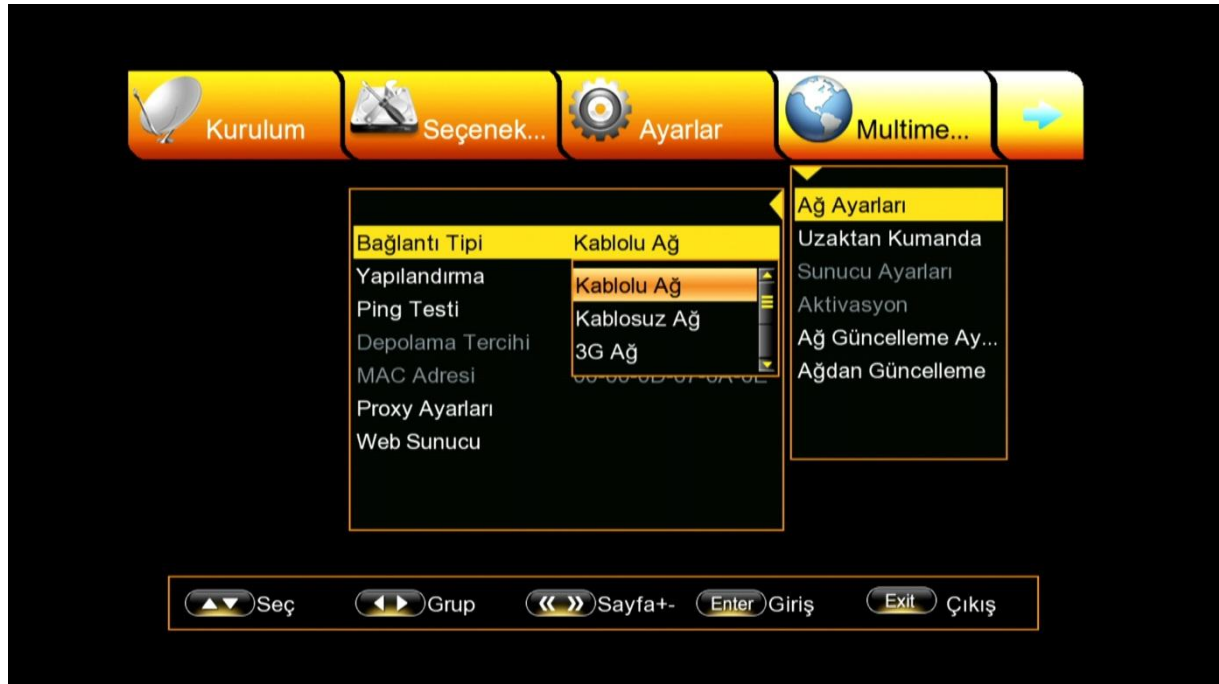 Kurulum
Seçenek...
Ayarlar
Multime...
Bağlantı Tipi Kablolu Ağ
Yapılandırma
Ping Testi
Depolama Tercihi
MAC Adresi
Proxy Ayarları
Web Sunucu
Kablolu Ağ
Kablosuz Ağ
3G Ağ
Ağ Ayarları
Uzaktan Kumanda
Sunucu Ayarları
Aktivasyon
Ağ Güncelleme Ay...
Ağdan Güncelleme
Seç Grup Sayfa+- Enter Giriş Exit Çıkış